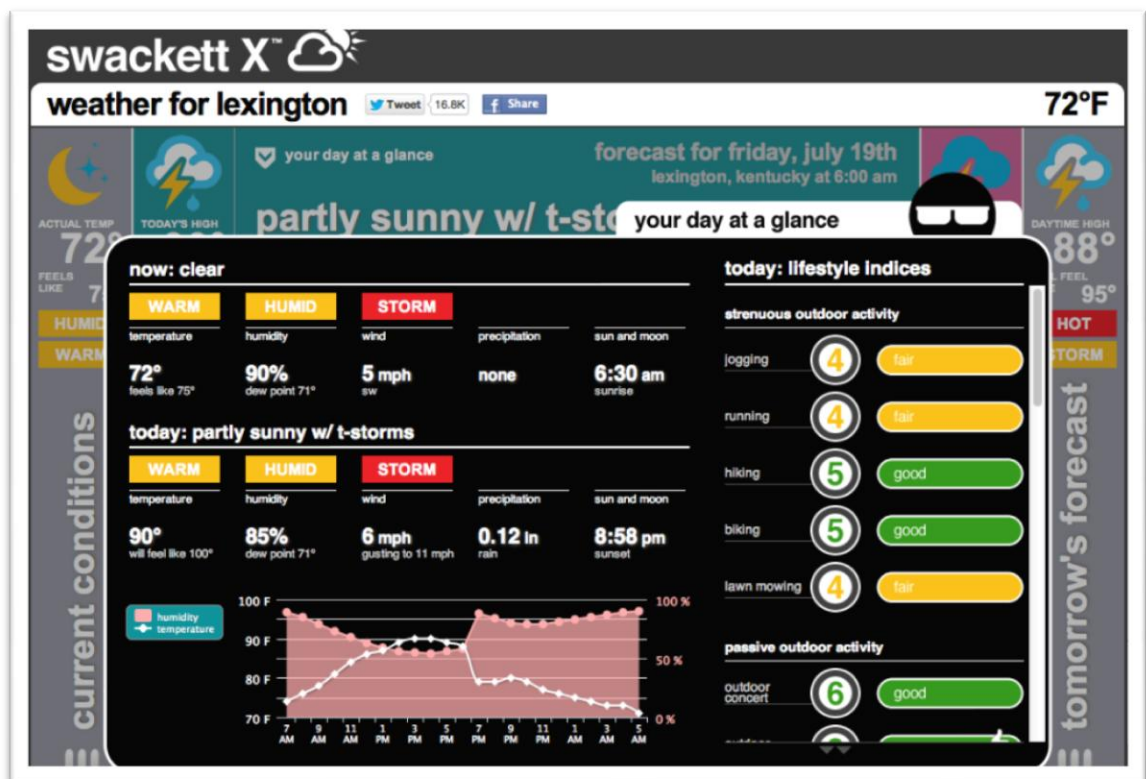 swackett X™
weather for lexington
Tweet
16.8K
f Share
72°F
your day at a glance
forecast for friday, july 19th
lexington, kentucky at 6:00 am
ACTUAL TEMP
72°
FEELS
LIKE
HUMID
WARM
current conditions
TODAY'S HIGH
partly sunny w/ t-sto
your day at a glance
DAYTIME HIGH
88°
FEEL
95°
HOT
STORM
tomorrow's forecast
now: clear
WARM HUMID STORM
temperature humidity wind precipitation sun and moon
72° 90% 5 mph none 6:30 am
feels like 75° dew point 71° sw sunrise
today: partly sunny w/ t-storms
WARM HUMID STORM
temperature humidity wind precipitation sun and moon
90° 85% 6 mph 0.12 in 8:58 pm
will feel like 100° dew point 71° gusting to 11 mph rain sunset
humidity
temperature
100 F
90 F
80 F
70 F
100 %
50 %
0 %
7 9 11 1 3 5 7 9 11 1 3 5
AM AM AM PM PM PM PM PM PM AM AM AM
today: lifestyle indices
strenuous outdoor activity
jogging 4 fair
running 4 fair
hiking 5 good
biking 5 good
lawn mowing 4 fair
passive outdoor activity
outdoor
concert 6 good